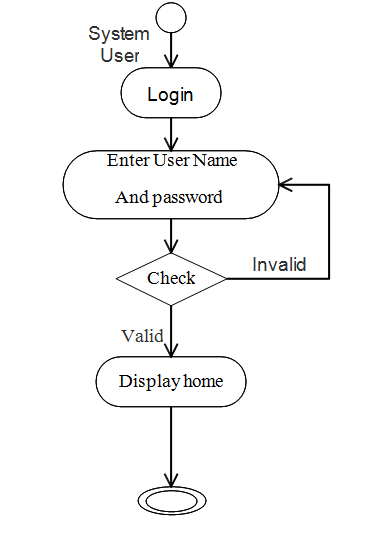 System
User
Login
Enter User Name
And password
Check
Invalid
Valid
Display home